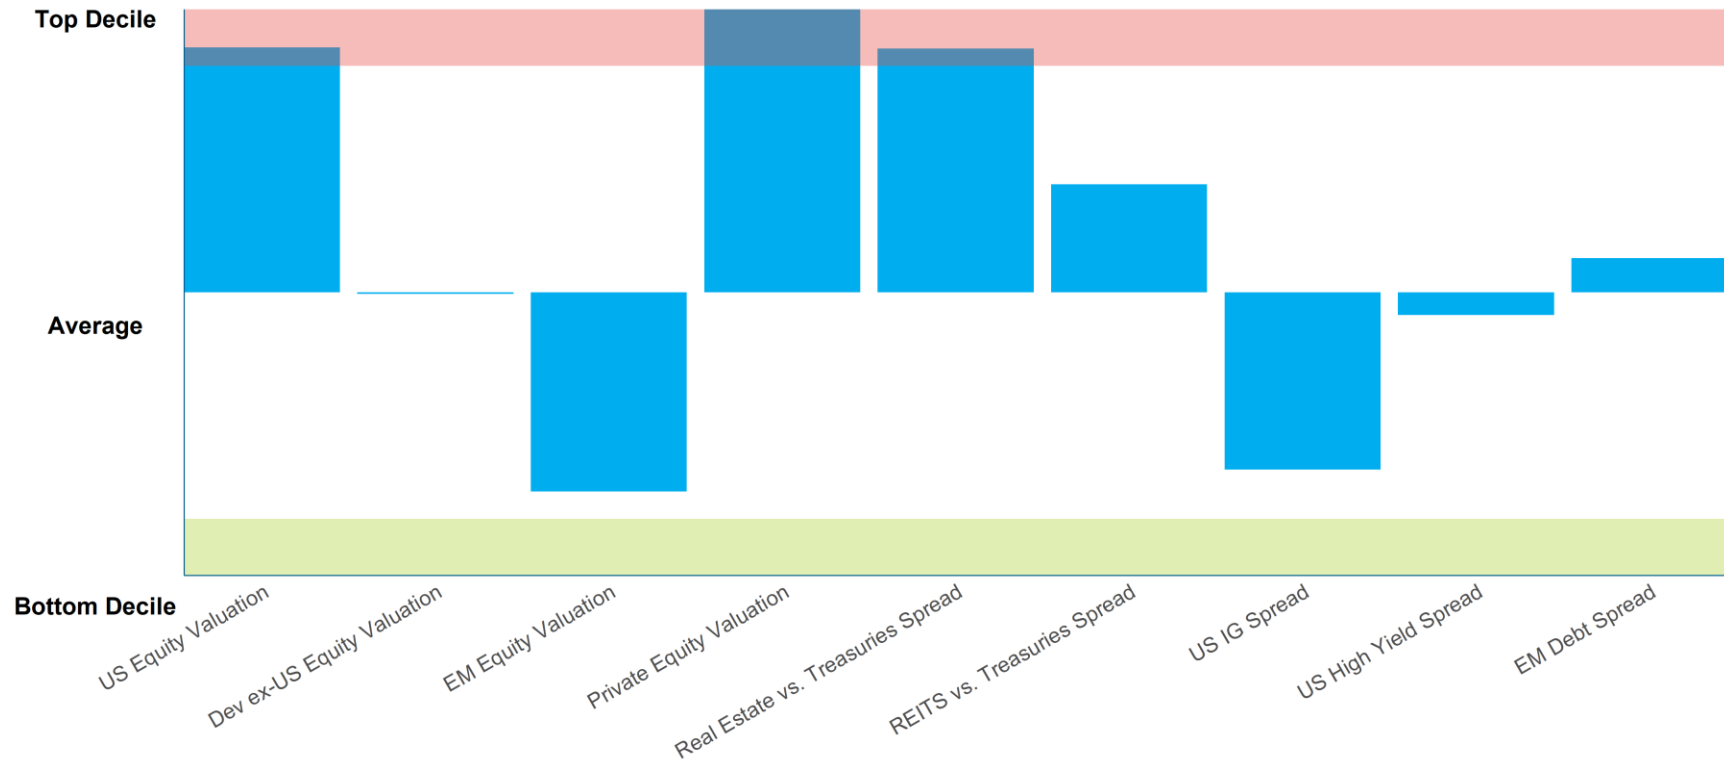 Top Decile
Average
Bottom Decile
US Equity Valuation
Dev ex-US Equity Valuation
EM Equity Valuation
Private Equity Valuation
Real Estate vs. Treasuries Spread
REITS vs. Treasuries Spread
US IG Spread
US High Yield Spread
EM Debt Spread